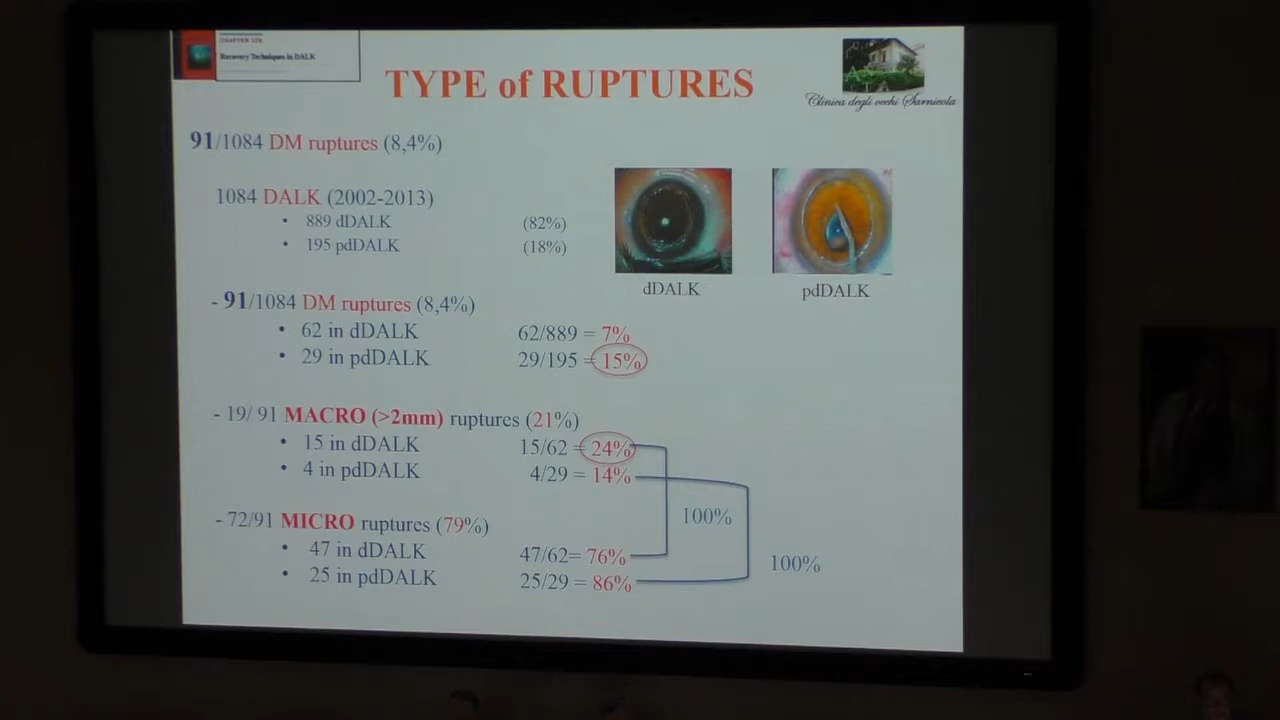 Recovery Techniques in DALK
TYPE of RUPTURES
Clinica degli occhi Sarnicola
91/1084 DM ruptures (8,4%)
1084 DALK (2002-2013)
• 889 dDALK (82%)
• 195 pdDALK (18%)
dDALK pdDALK
- 91/1084 DM ruptures (8,4%)
• 62 in dDALK 62/889 = 7%
• 29 in pdDALK 29/195 = 15%
- 19/ 91 MACRO (>2mm) ruptures (21%)
• 15 in dDALK 15/62 = 24%
• 4 in pdDALK 4/29 = 14%
100%
- 72/91 MICRO ruptures (79%)
• 47 in dDALK 47/62= 76%
• 25 in pdDALK 25/29 = 86%
100%